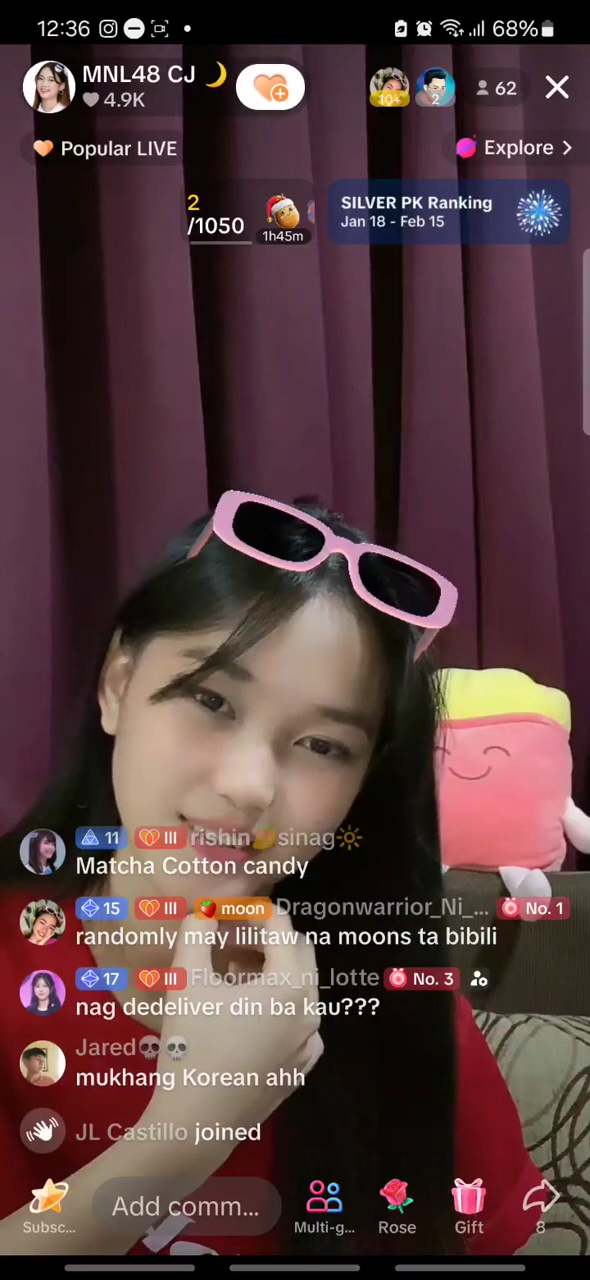 12:36
68%
MNL48 CJ 🌙
4.9K
10+
2
62
Popular LIVE
Explore
2
/1050
1h45m
SILVER PK Ranking
Jan 18 - Feb 15
11 III rishin sinag
Matcha Cotton candy
15 III moon Dragonwarrior_Ni_... No. 1
randomly may lilitaw na moons ta bibili
17 III Floormax_ni_lotte No. 3
nag dedeliver din ba kau???
Jared💀💀
mukhang Korean ahh
JL Castillo joined
Subsc...
Add comm...
Multi-g...
Rose
Gift
8